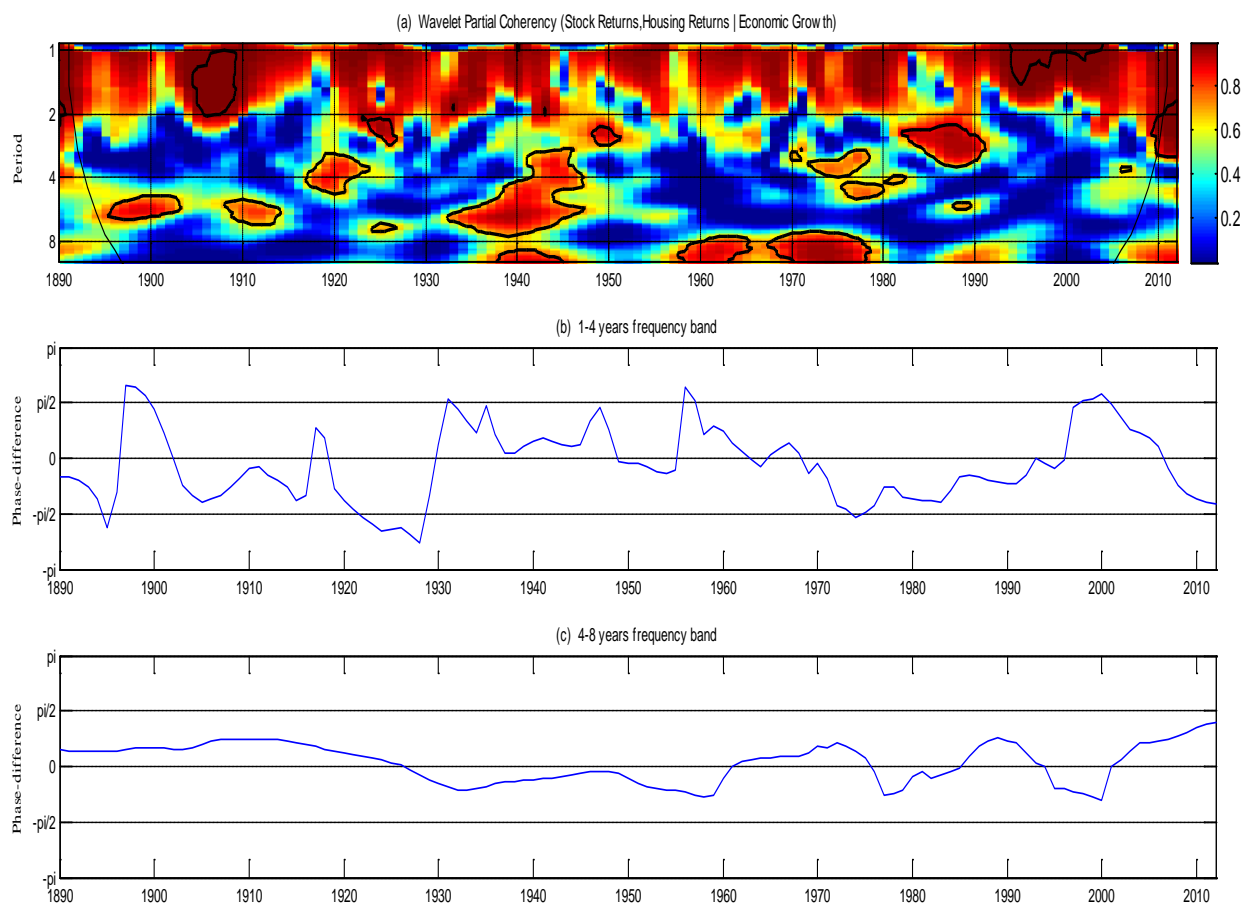 (a) Wavelet Partial Coherency (Stock Returns,Housing Returns | Economic Growth)
Period
1
2
4
8
1890 1900 1910 1920 1930 1940 1950 1960 1970 1980 1990 2000 2010
0.8
0.6
0.4
0.2
(b) 1-4 years frequency band
Phase-difference
pi
pi/2
0
-pi/2
-pi
1890 1900 1910 1920 1930 1940 1950 1960 1970 1980 1990 2000 2010
(c) 4-8 years frequency band
Phase-difference
pi
pi/2
0
-pi/2
-pi
1890 1900 1910 1920 1930 1940 1950 1960 1970 1980 1990 2000 2010